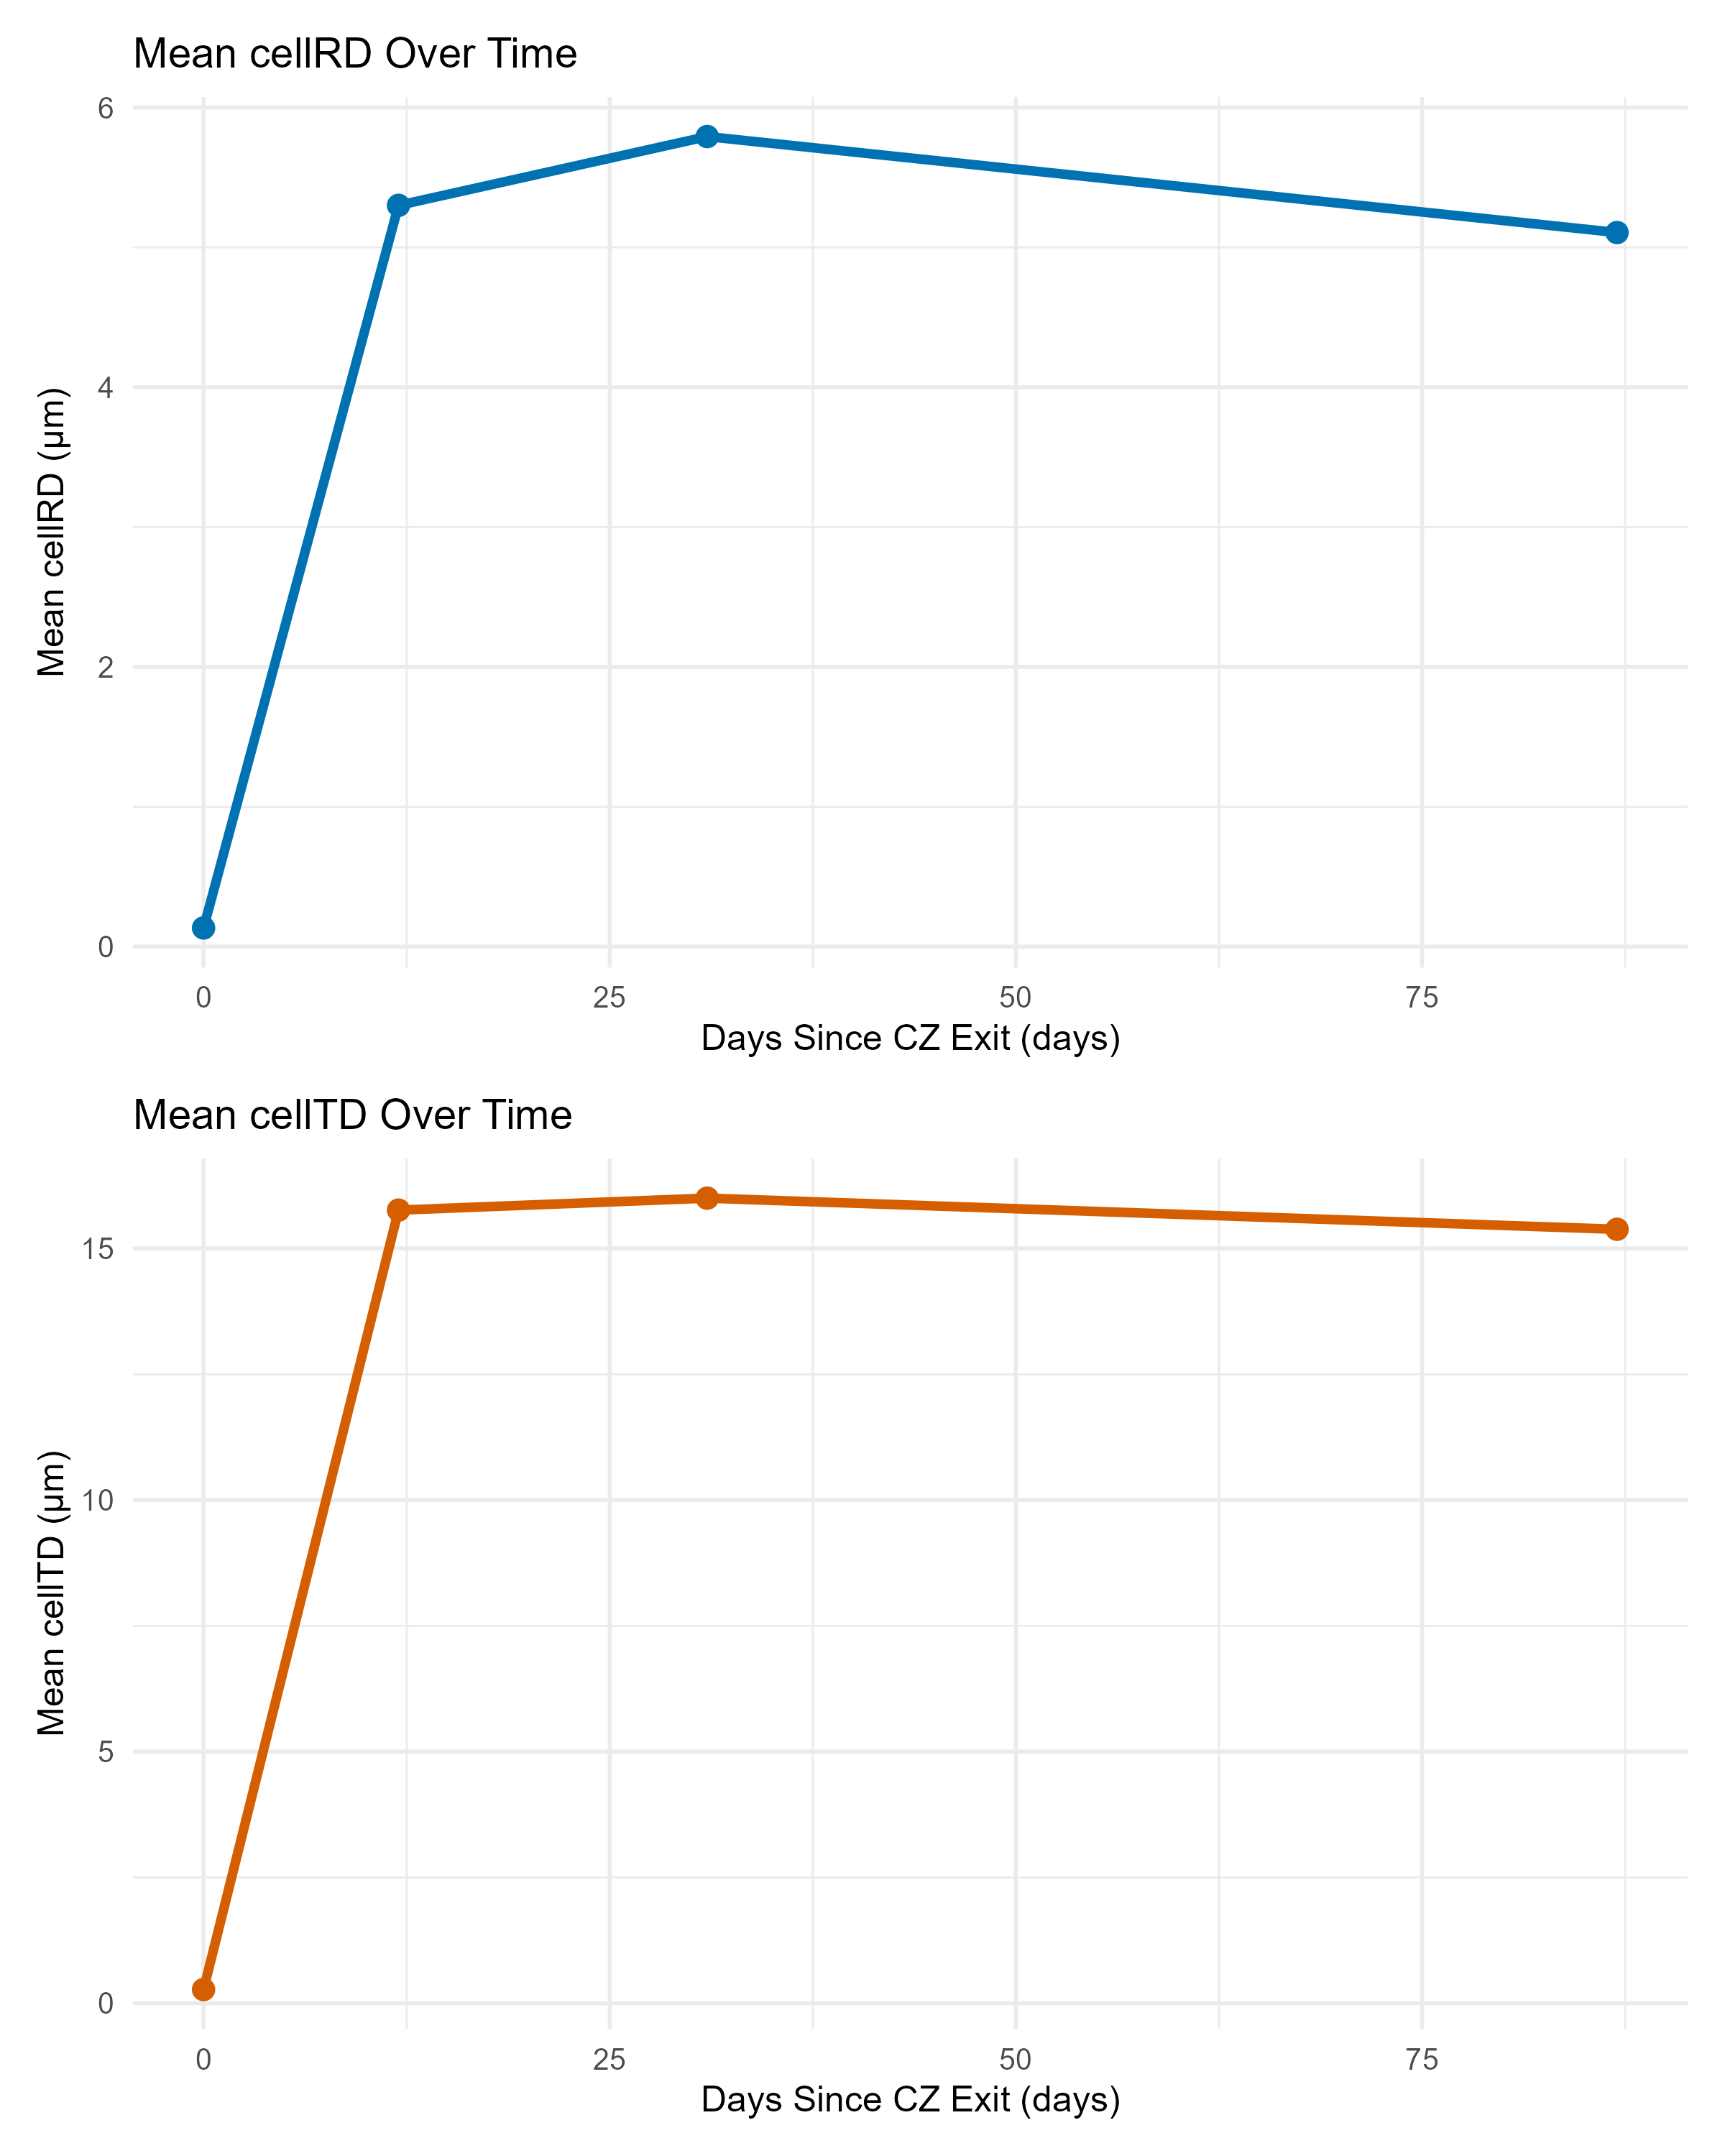 Mean cellRD Over Time
6
4
2
0
Mean cellRD (µm)
0 25 50 75
Days Since CZ Exit (days)
Mean cellTD Over Time
15
10
5
0
Mean cellTD (µm)
0 25 50 75
Days Since CZ Exit (days)